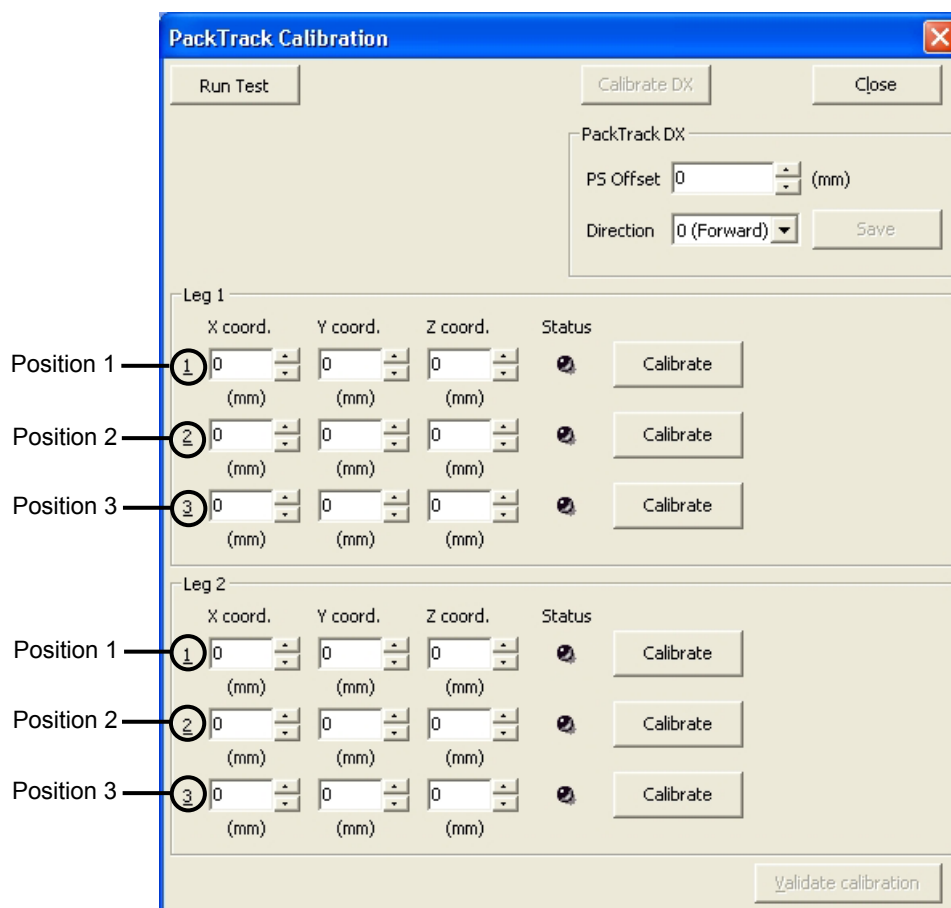 PackTrack Calibration
Run Test Calibrate DX Close
PackTrack DX
PS Offset 0 (mm)
Direction 0 (Forward) Save
Leg 1
X coord. Y coord. Z coord. Status
Position 1 1 0 0 0 Calibrate
(mm) (mm) (mm)
Position 2 2 0 0 0 Calibrate
(mm) (mm) (mm)
Position 3 3 0 0 0 Calibrate
(mm) (mm) (mm)
Leg 2
X coord. Y coord. Z coord. Status
Position 1 1 0 0 0 Calibrate
(mm) (mm) (mm)
Position 2 2 0 0 0 Calibrate
(mm) (mm) (mm)
Position 3 3 0 0 0 Calibrate
(mm) (mm) (mm)
Validate calibration